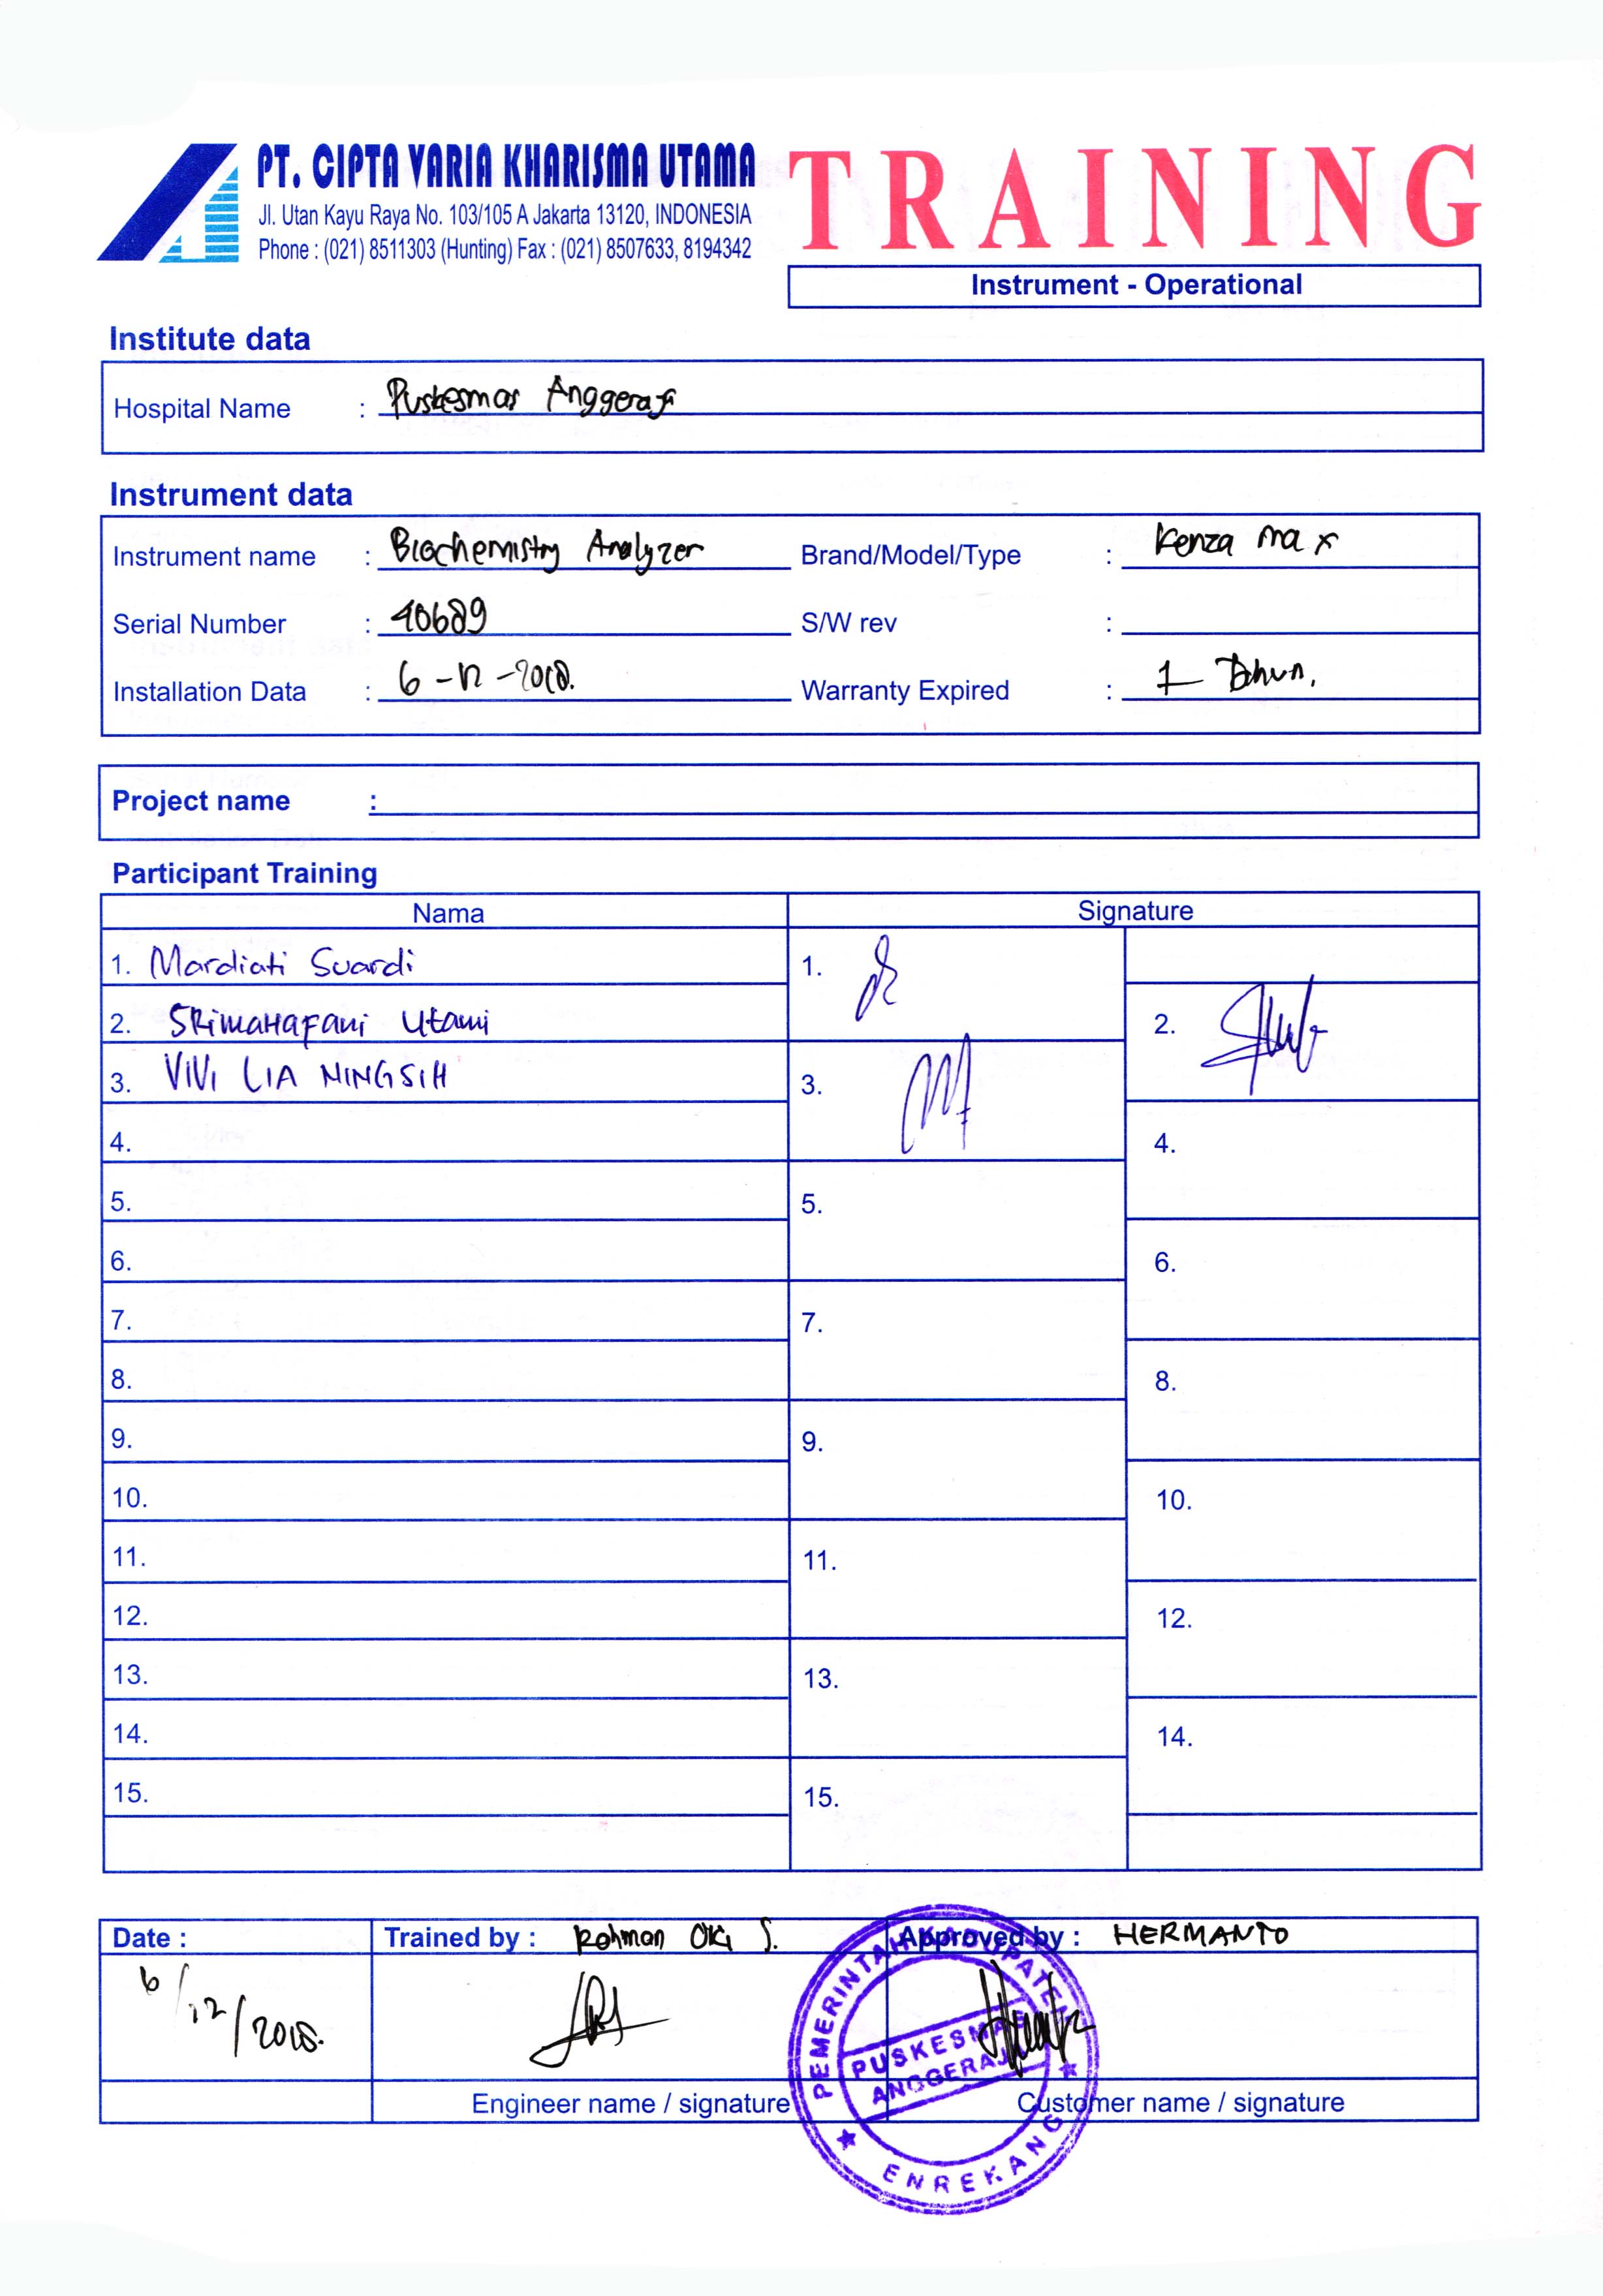 PT. CIPTA VARIA KHARISMA UTAMA
Jl. Utan Kayu Raya No. 103/105 A Jakarta 13120, INDONESIA
Phone : (021) 8511303 (Hunting) Fax : (021) 8507633, 8194342
TRAINING
Instrument - Operational
Institute data
Hospital Name : Puskesmas Anggeraja
Instrument data
Instrument name : Biochemistry Analyzer Brand/Model/Type : Kenza max
Serial Number : 40689 S/W rev :
Installation Data : 6 - 12 - 2018. Warranty Expired : 1 Tahun.
Project name :
Participant Training
Nama Signature
1. Mardiati Suardi 1.
2. SRimaHaFani Utami 2.
3. ViVi LIA NINGSIH 3.
4. 4.
5. 5.
6. 6.
7. 7.
8. 8.
9. 9.
10. 10.
11. 11.
12. 12.
13. 13.
14. 14.
15. 15.
Date : Trained by : Rohman Oki S. Approved by : HERMANTO
6/12/2018.
PEMERINTAH KABUPATEN
PUSKESMAS
ANGGERAJA
ENREKANG
Engineer name / signature Customer name / signature